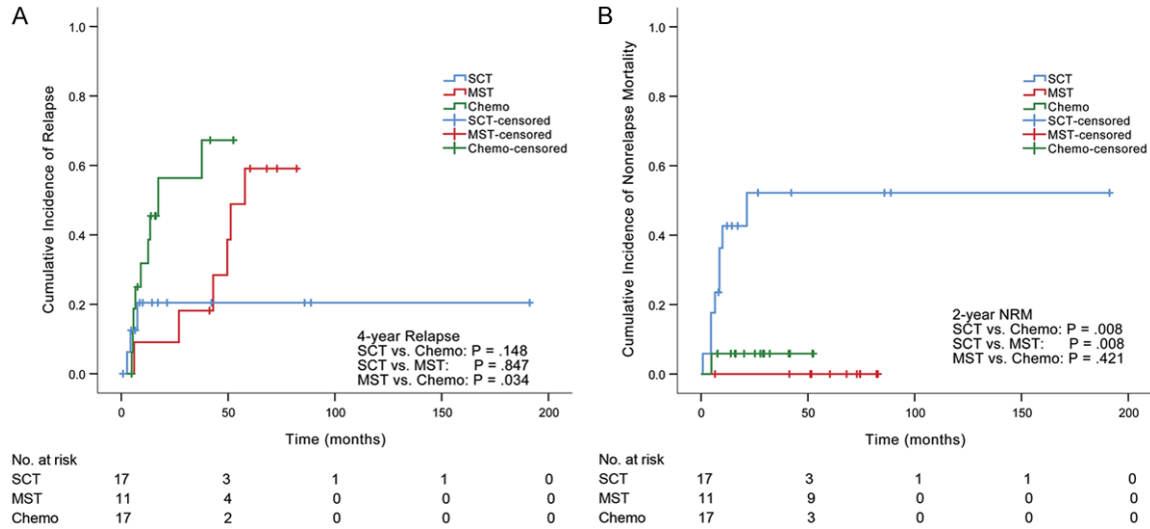 A
Cumulative Incidence of Relapse
1.0
0.8
0.6
0.4
0.2
0.0
SCT
MST
Chemo
SCT-censored
MST-censored
Chemo-censored
4-year Relapse
SCT vs. Chemo: P = .148
SCT vs. MST: P = .847
MST vs. Chemo: P = .034
0 50 100 150 200
Time (months)
No. at risk
SCT 17 3 1 1 0
MST 11 4 0 0 0
Chemo 17 2 0 0 0
B
Cumulative Incidence of Nonrelapse Mortality
1.0
0.8
0.6
0.4
0.2
0.0
SCT
MST
Chemo
SCT-censored
MST-censored
Chemo-censored
2-year NRM
SCT vs. Chemo: P = .008
SCT vs. MST: P = .008
MST vs. Chemo: P = .421
0 50 100 150 200
Time (months)
No. at risk
SCT 17 3 1 1 0
MST 11 9 0 0 0
Chemo 17 3 0 0 0